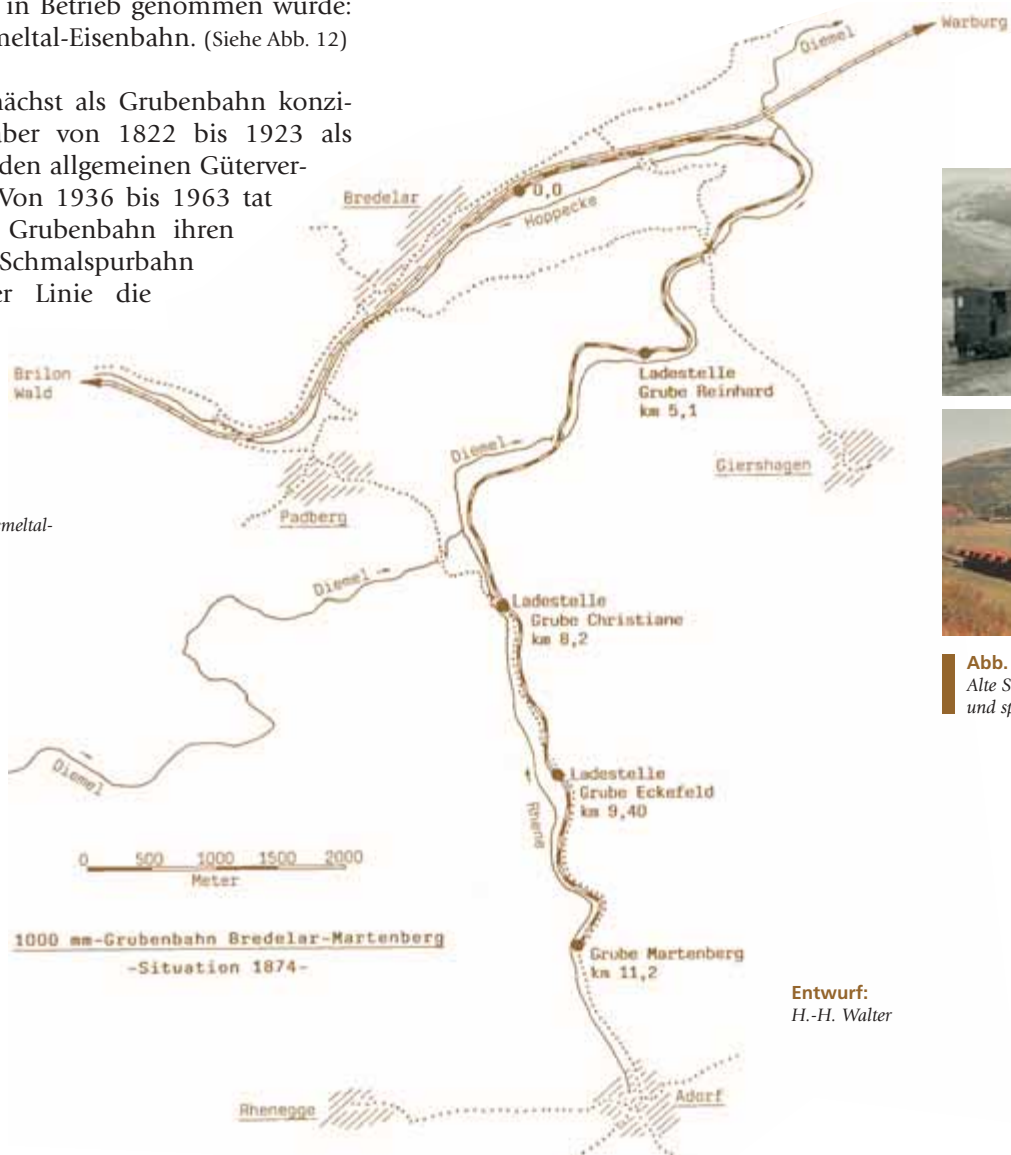 in Betrieb genommen wurde:
meltal-Eisenbahn. (Siehe Abb. 12)
nächst als Grubenbahn konzi-
ber von 1822 bis 1923 als
den allgemeinen Güterver-
Von 1936 bis 1963 tat
Grubenbahn ihren
Schmalspurbahn
er Linie die
Warburg
Diemel
Bredelar
0,0
Hoppecke
Brilon
Wald
Ladestelle
Grube Reinhard
km 5,1
Diemel
Giershagen
Padberg
emeltal-
Diemel
Ladestelle
Grube Christiane
km 8,2
Abb.
Alte S
und sp
Diemel
Ladestelle
Grube Eckefeld
km 9,40
Rhene
0 500 1000 1500 2000
Meter
1000 mm-Grubenbahn Bredelar-Martenberg
-Situation 1874-
Grube Martenberg
km 11,2
Entwurf:
H.-H. Walter
Rhenegge
Adorf